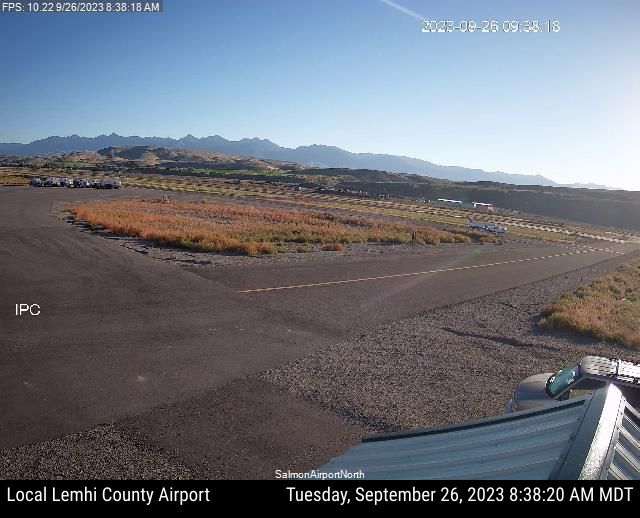 FPS: 10.22 9/26/2023 8:38:18 AM
2023-09-26 09:38:18
IPC
SalmonAirportNorth
Local Lemhi County Airport
Tuesday, September 26, 2023 8:38:20 AM MDT